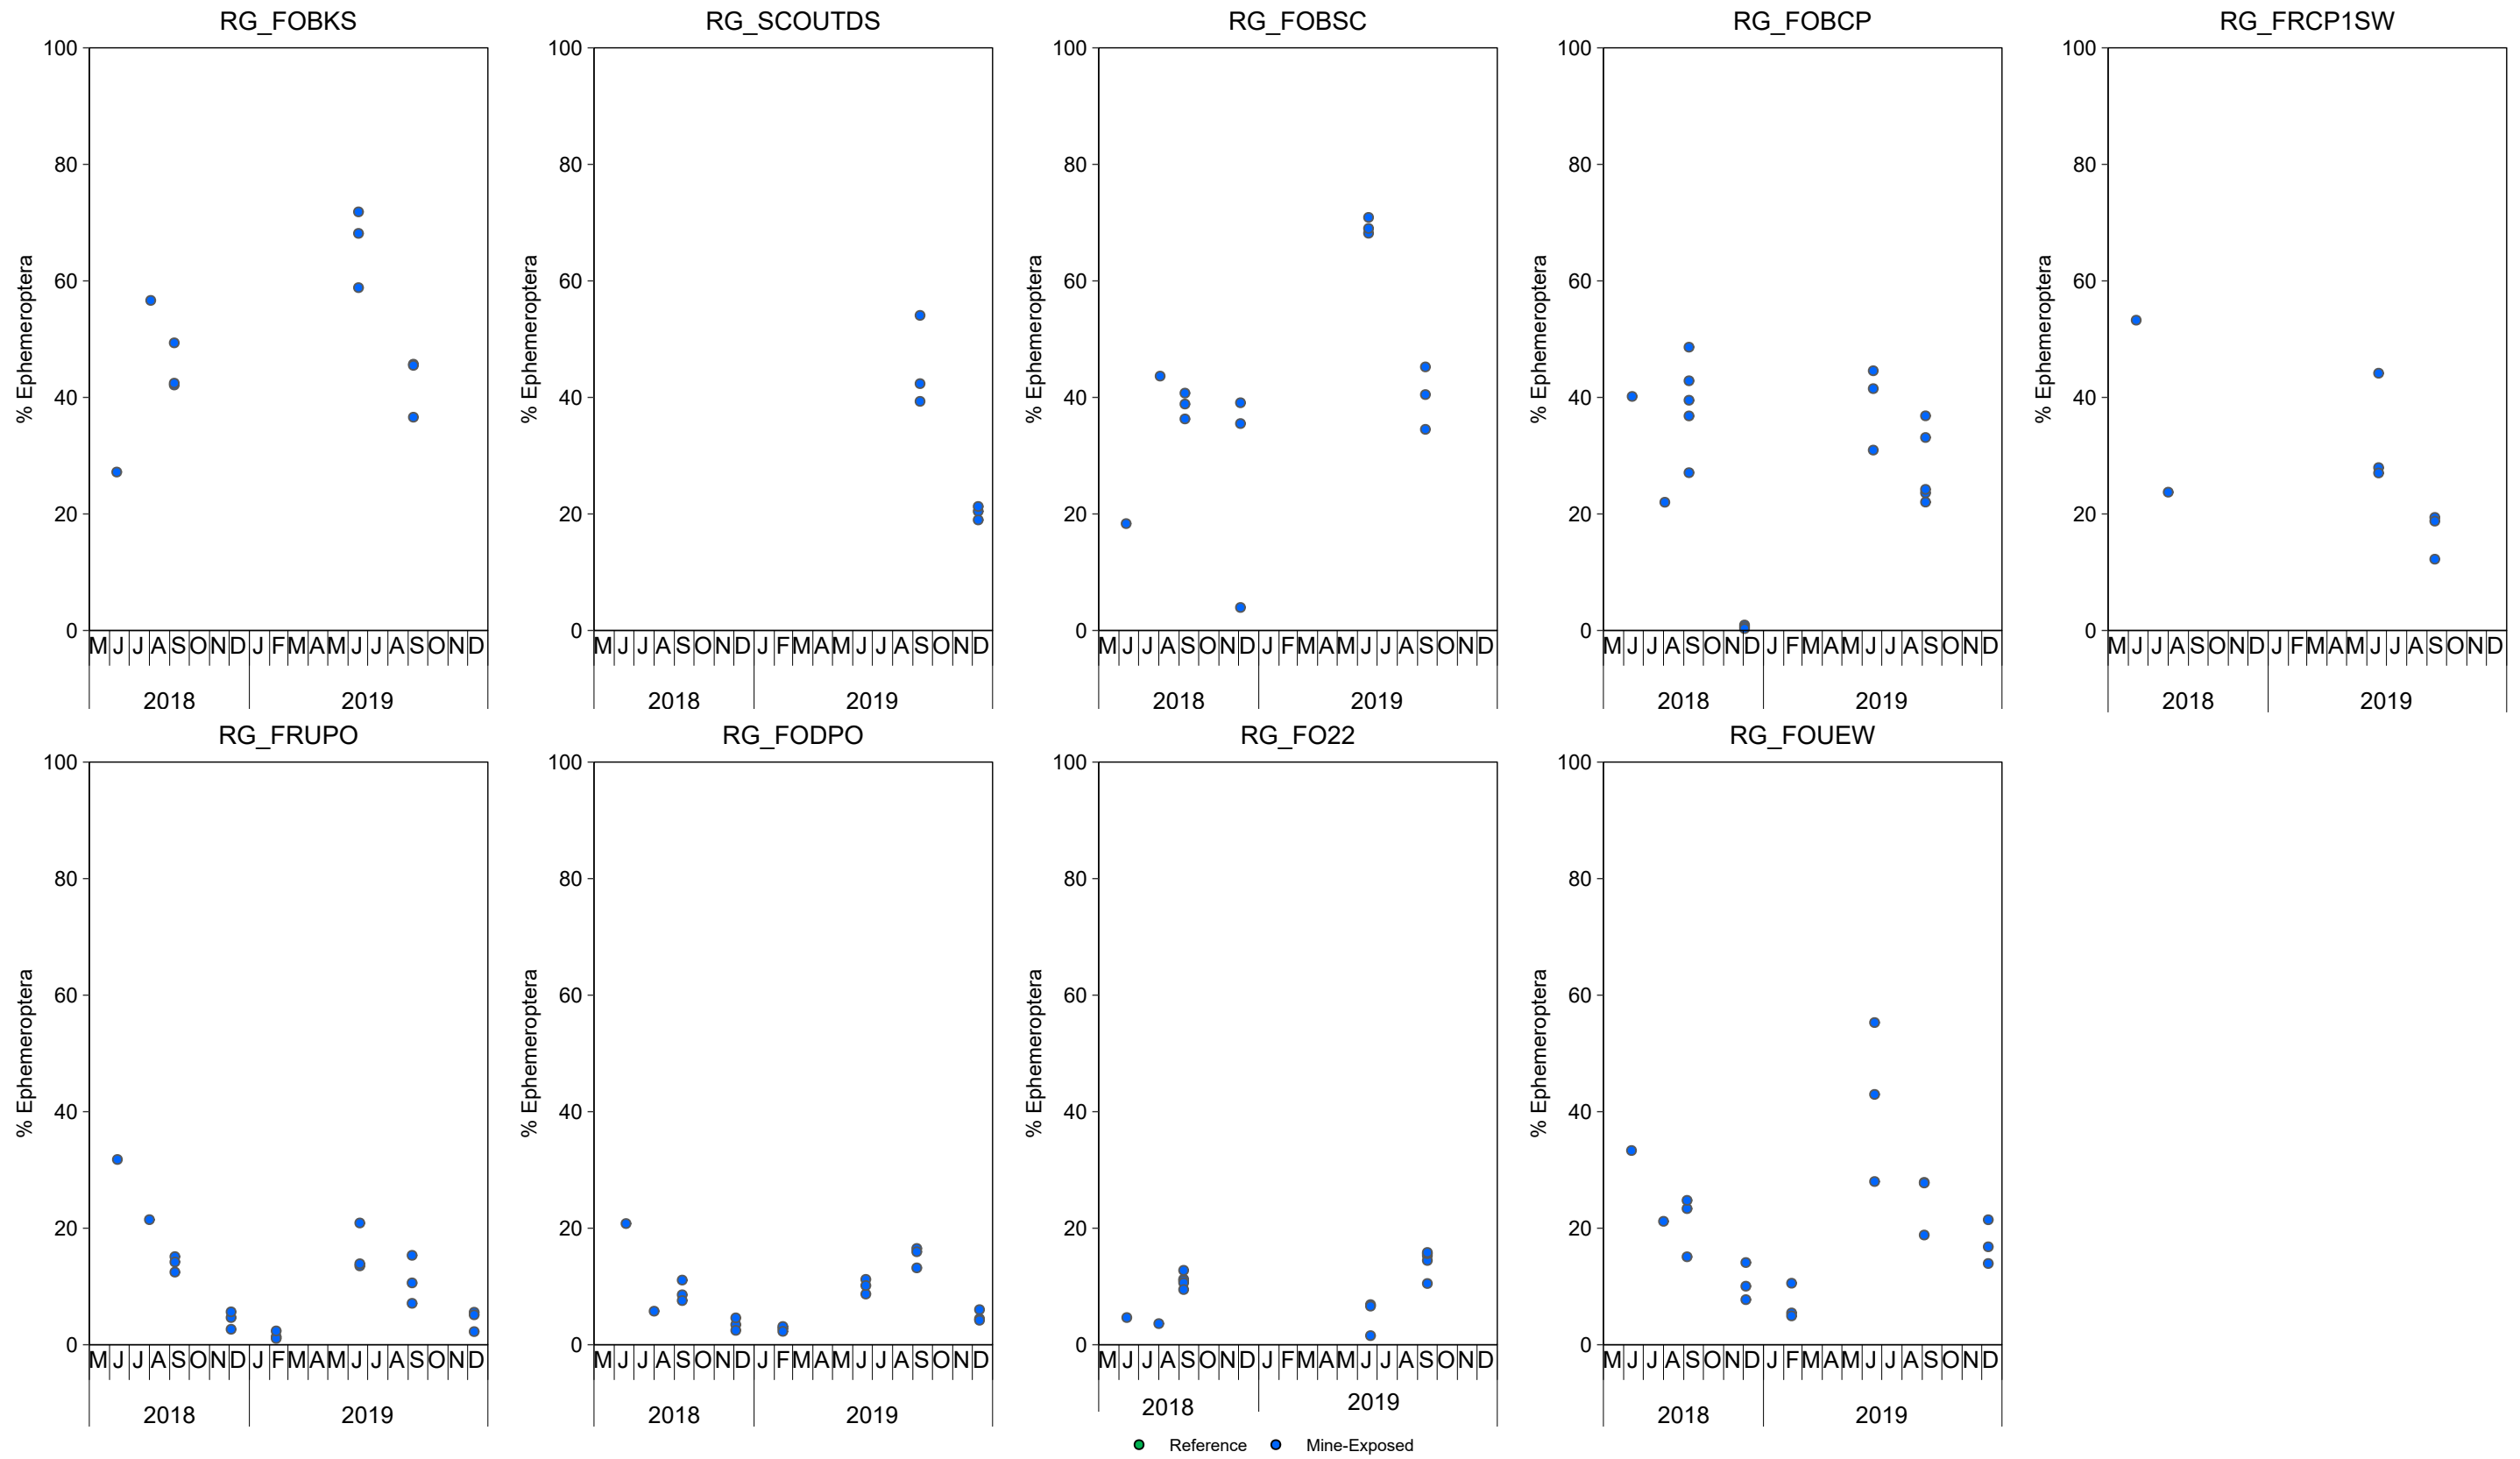 RG_FOBKS RG_SCOUTDS RG_FOBSC RG_FOBCP RG_FRCP1SW
100 100 100 100 100
80 80 80 80 80
60 60 60 60 60
% Ephemeroptera % Ephemeroptera % Ephemeroptera % Ephemeroptera % Ephemeroptera
40 40 40 40 40
20 20 20 20 20
0 0 0 0 0
M J J A S O N D J F M A M J J A S O N D M J J A S O N D J F M A M J J A S O N D M J J A S O N D J F M A M J J A S O N D M J J A S O N D J F M A M J J A S O N D M J J A S O N D J F M A M J J A S O N D
2018 2019 2018 2019 2018 2019 2018 2019 2018 2019
RG_FRUPO RG_FODPO RG_FO22 RG_FOUEW
100 100 100 100
80 80 80 80
60 60 60 60
% Ephemeroptera % Ephemeroptera % Ephemeroptera % Ephemeroptera
40 40 40 40
20 20 20 20
0 0 0 0
M J J A S O N D J F M A M J J A S O N D M J J A S O N D J F M A M J J A S O N D M J J A S O N D J F M A M J J A S O N D M J J A S O N D J F M A M J J A S O N D
2018 2019 2018 2019 2018 2019 2018 2019
Reference Mine-Exposed